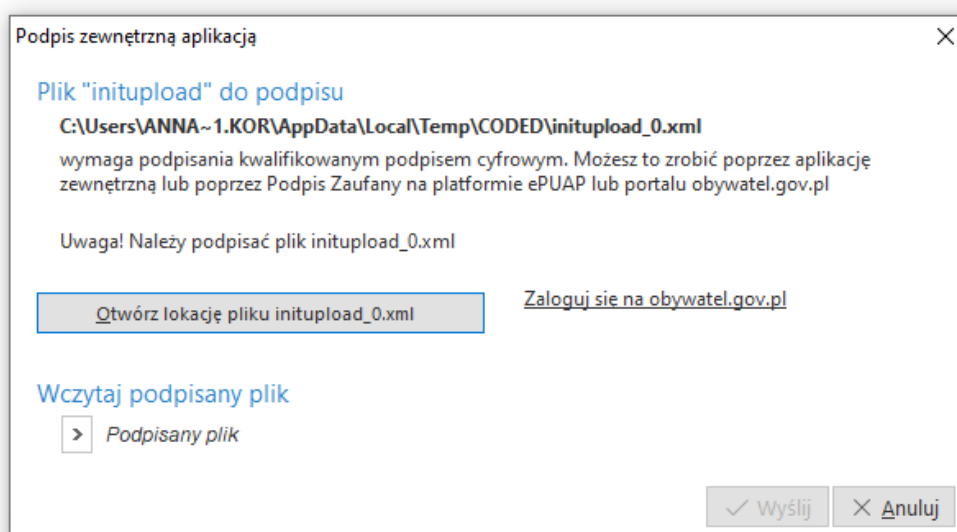 Podpis zewnętrzną aplikacją
Plik "initupload" do podpisu
C:\Users\ANNA~1.KOR\AppData\Local\Temp\CODED\initupload_0.xml
wymaga podpisania kwalifikowanym podpisem cyfrowym. Możesz to zrobić poprzez aplikację
zewnętrzną lub poprzez Podpis Zaufany na platformie ePUAP lub portalu obywatel.gov.pl
Uwaga! Należy podpisać plik initupload_0.xml
Otwórz lokację pliku initupload_0.xml
Zaloguj się na obywatel.gov.pl
Wczytaj podpisany plik
Podpisany plik
Wyślij
Anuluj